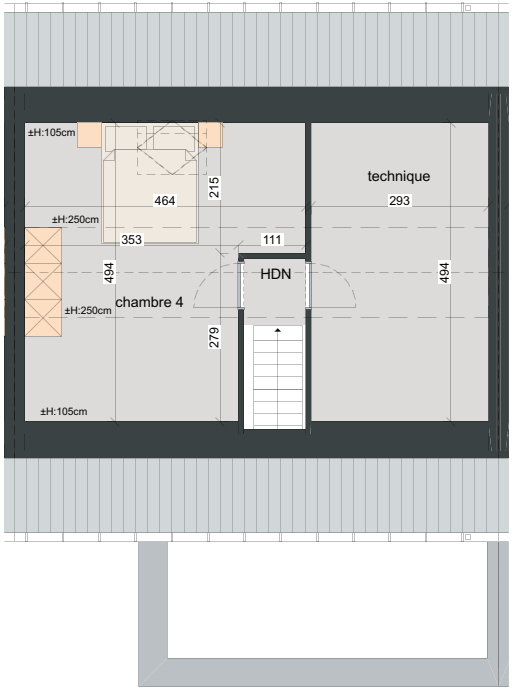 ±H:105cm
technique
215
464
293
±H:250cm
353
111
494
HDN
494
chambre 4
±H:250cm
279
±H:105cm